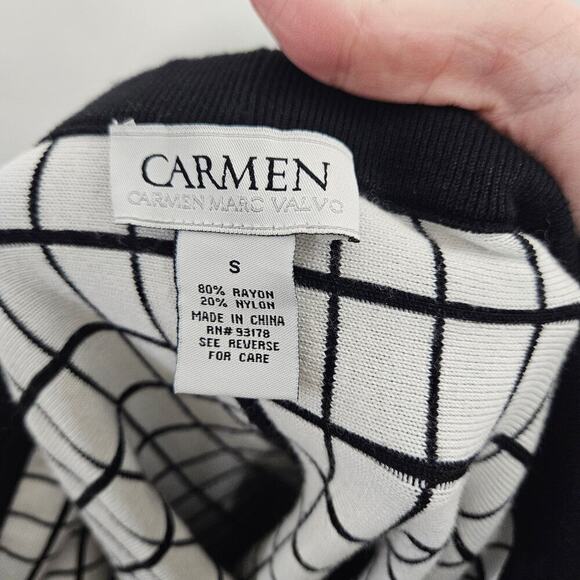 CARMEN
CARMEN MARC VALVO
S
80% RAYON
20% NYLON
MADE IN CHINA
RN# 93178
SEE REVERSE
FOR CARE